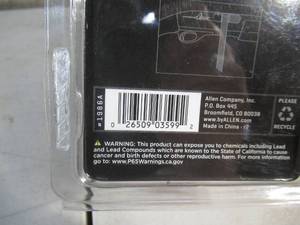 Allen Company, Inc.
P.O. Box 445
Broomfield, CO 80038
www.byALLEN.com
Made in China
PLEASE
RECYCLE
#1986A
0 26509 03599 2
⚠ WARNING: This product can expose you to chemicals including Lead
and Lead Compounds which are known to the State of California to cause
cancer and birth defects or other reproductive harm. For more information
go to: www.P65Warnings.ca.gov